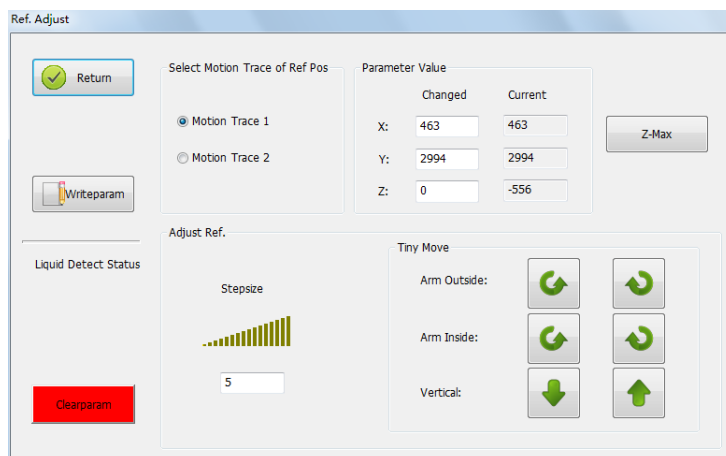 Ref. Adjust
Return
Select Motion Trace of Ref Pos
Parameter Value
Changed Current
Motion Trace 1
X: 463 463
Z-Max
Motion Trace 2
Y: 2994 2994
Writeparam
Z: 0 -556
Adjust Ref.
Tiny Move
Liquid Detect Status
Arm Outside:
Stepsize
Arm Inside:
5
Vertical:
Clearparam